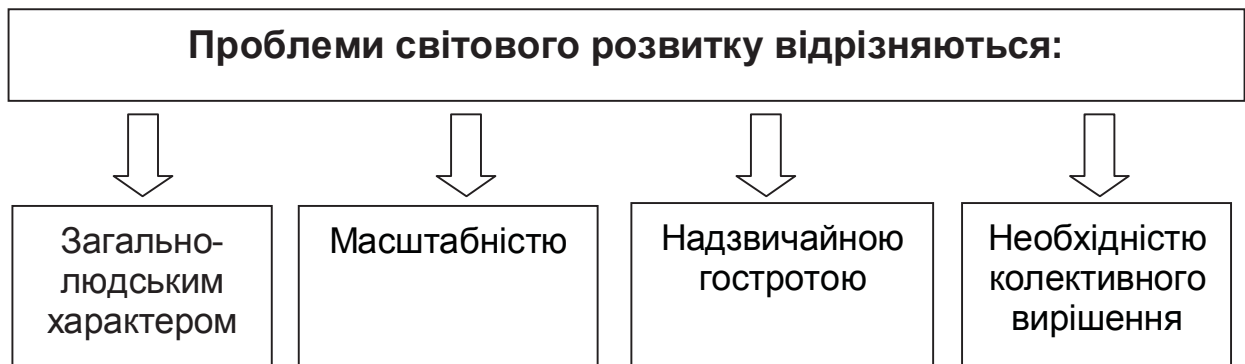 Проблеми світового розвитку відрізняються:
Загально-
людським
характером
Масштабністю
Надзвичайною
гостротою
Необхідністю
колективного
вирішення